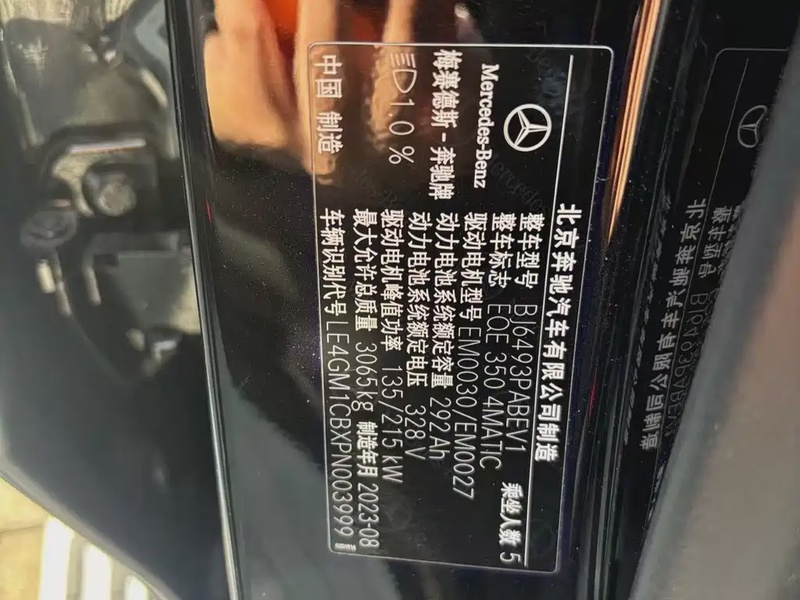 Mercedes-Benz
梅赛德斯-奔驰牌
1.0 %
中国 制造
北京奔驰汽车有限公司制造
整车型号 BJ6493PABEV1
整车标志 EQE 350 4MATIC 乘坐人数 5
驱动电机型号 EM0030/EM0027
动力电池系统额定容量 292Ah
动力电池系统额定电压 328 V
驱动电机峰值功率 135/215 kW
最大允许总质量 3065kg 制造年月 2023-08
车辆识别代号 LE4GM1CBXPN003999